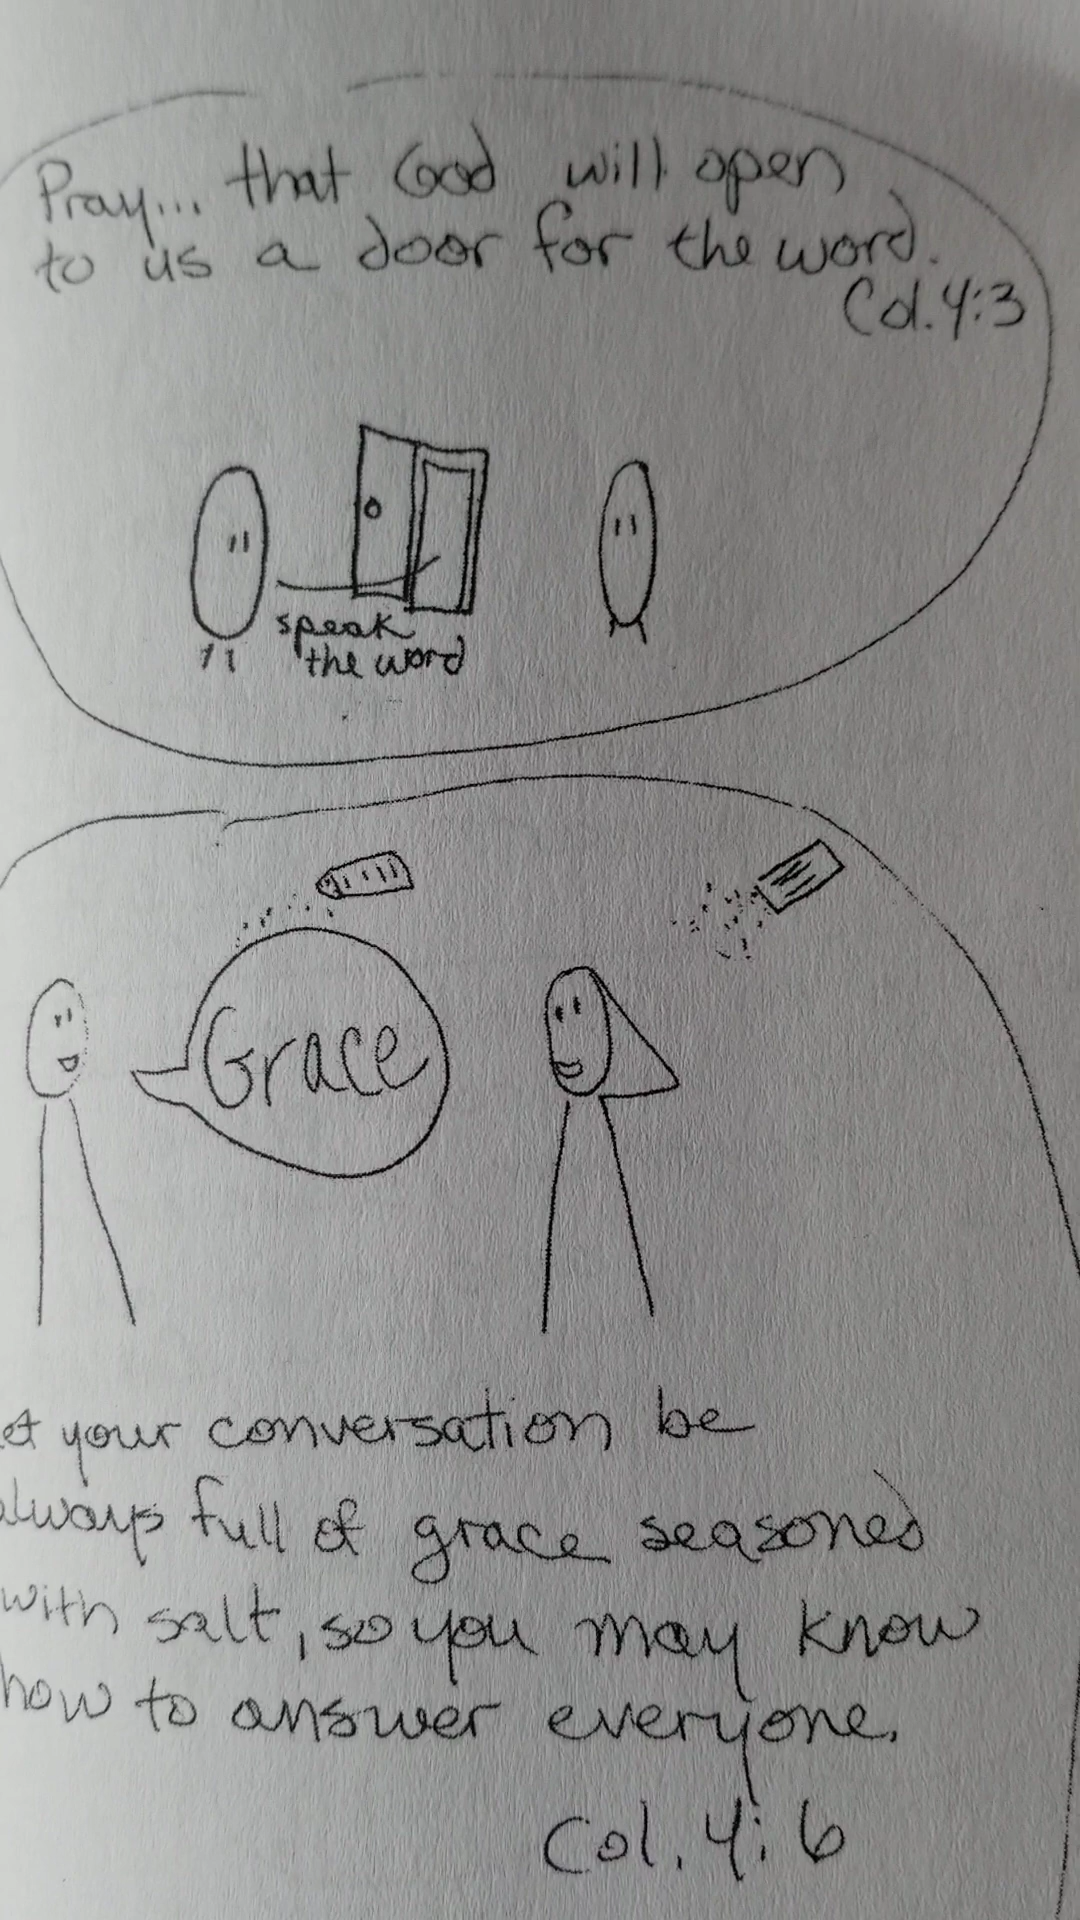 Pray... that God will open
to us a door for the word.
Col. 4:3
speak
the word
Grace
et your conversation be
always full of grace seasoned
with salt, so you may know
how to answer everyone.
Col. 4:6